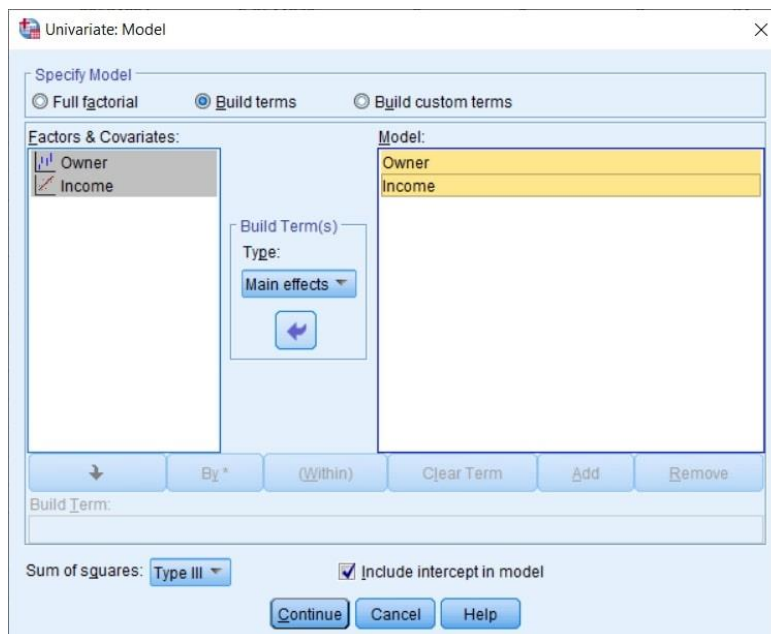 Univariate: Model
Specify Model
Full factorial
Build terms
Build custom terms
Factors & Covariates:
Owner
Income
Build Term(s)
Type:
Main effects
Model:
Owner
Income
By *
(Within)
Clear Term
Add
Remove
Build Term:
Sum of squares: Type III
Include intercept in model
Continue
Cancel
Help